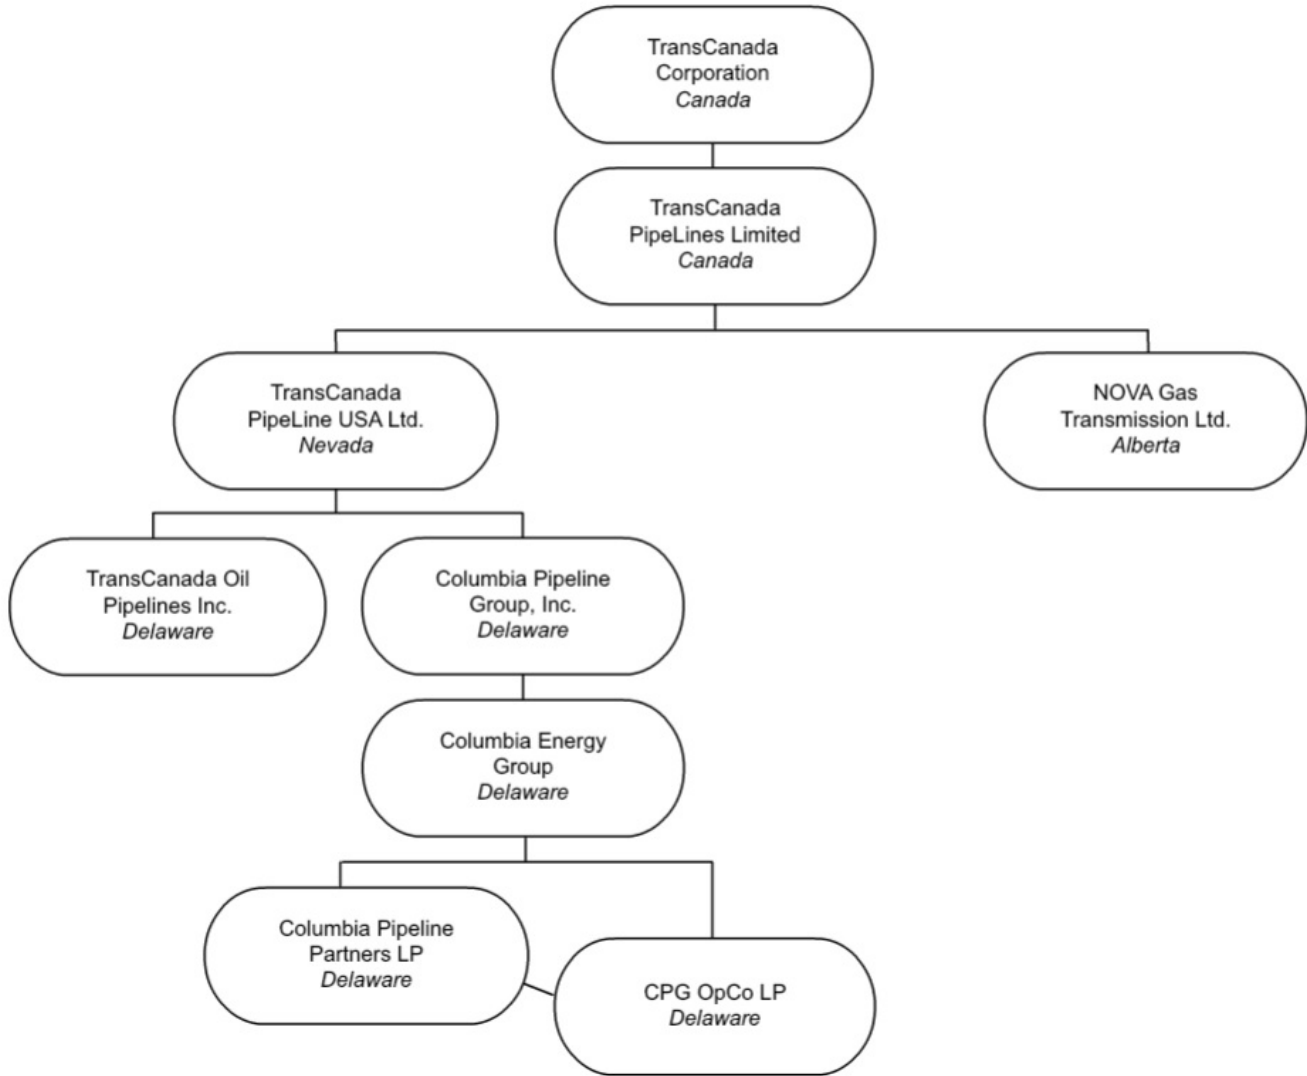 TransCanada
Corporation
Canada
TransCanada
PipeLines Limited
Canada
TransCanada
PipeLine USA Ltd.
Nevada
NOVA Gas
Transmission Ltd.
Alberta
TransCanada Oil
Pipelines Inc.
Delaware
Columbia Pipeline
Group, Inc.
Delaware
Columbia Energy
Group
Delaware
Columbia Pipeline
Partners LP
Delaware
CPG OpCo LP
Delaware